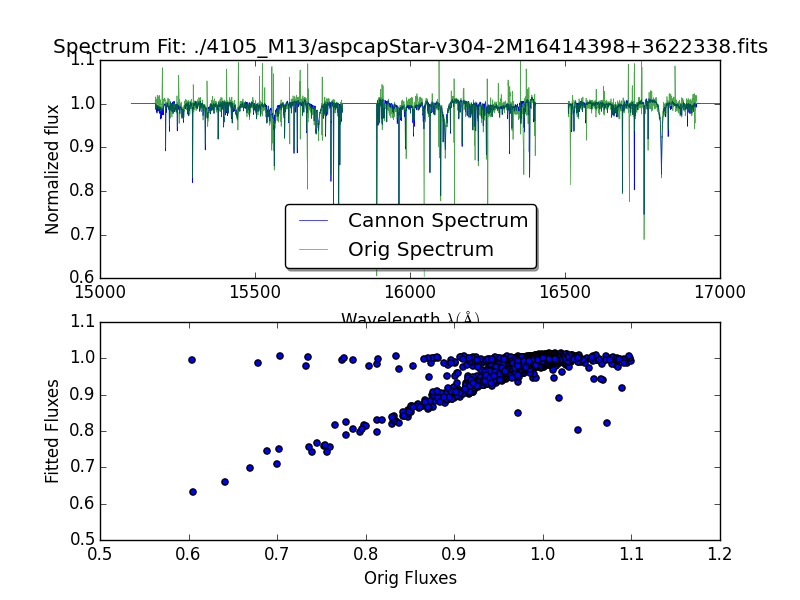 Spectrum Fit: ./4105_M13/aspcapStar-v304-2M16414398+3622338.fits
1.1
1.0
0.9
0.8
0.7
0.6
Normalized flux
Cannon Spectrum
Orig Spectrum
15000 15500 16000 16500 17000
Wavelength λ(Å)
1.1
1.0
0.9
0.8
0.7
0.6
0.5
Fitted Fluxes
0.5 0.6 0.7 0.8 0.9 1.0 1.1 1.2
Orig Fluxes